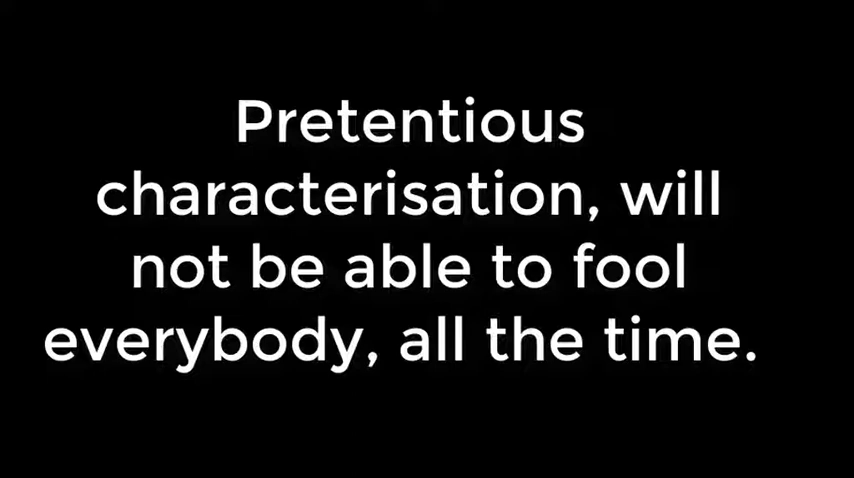 Pretentious
characterisation, will
not be able to fool
everybody, all the time.